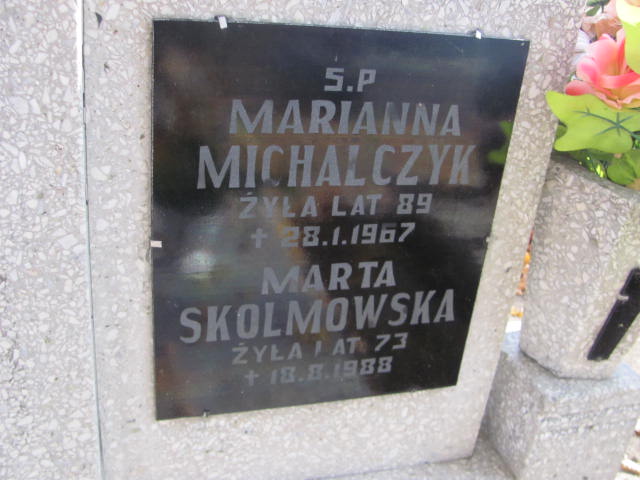 S.P
MARIANNA
MICHALCZYK
ŻYŁA LAT 89
+ 28.1.1967
MARTA
SKOLMOWSKA
ŻYŁA LAT 73
+ 18.8.1988